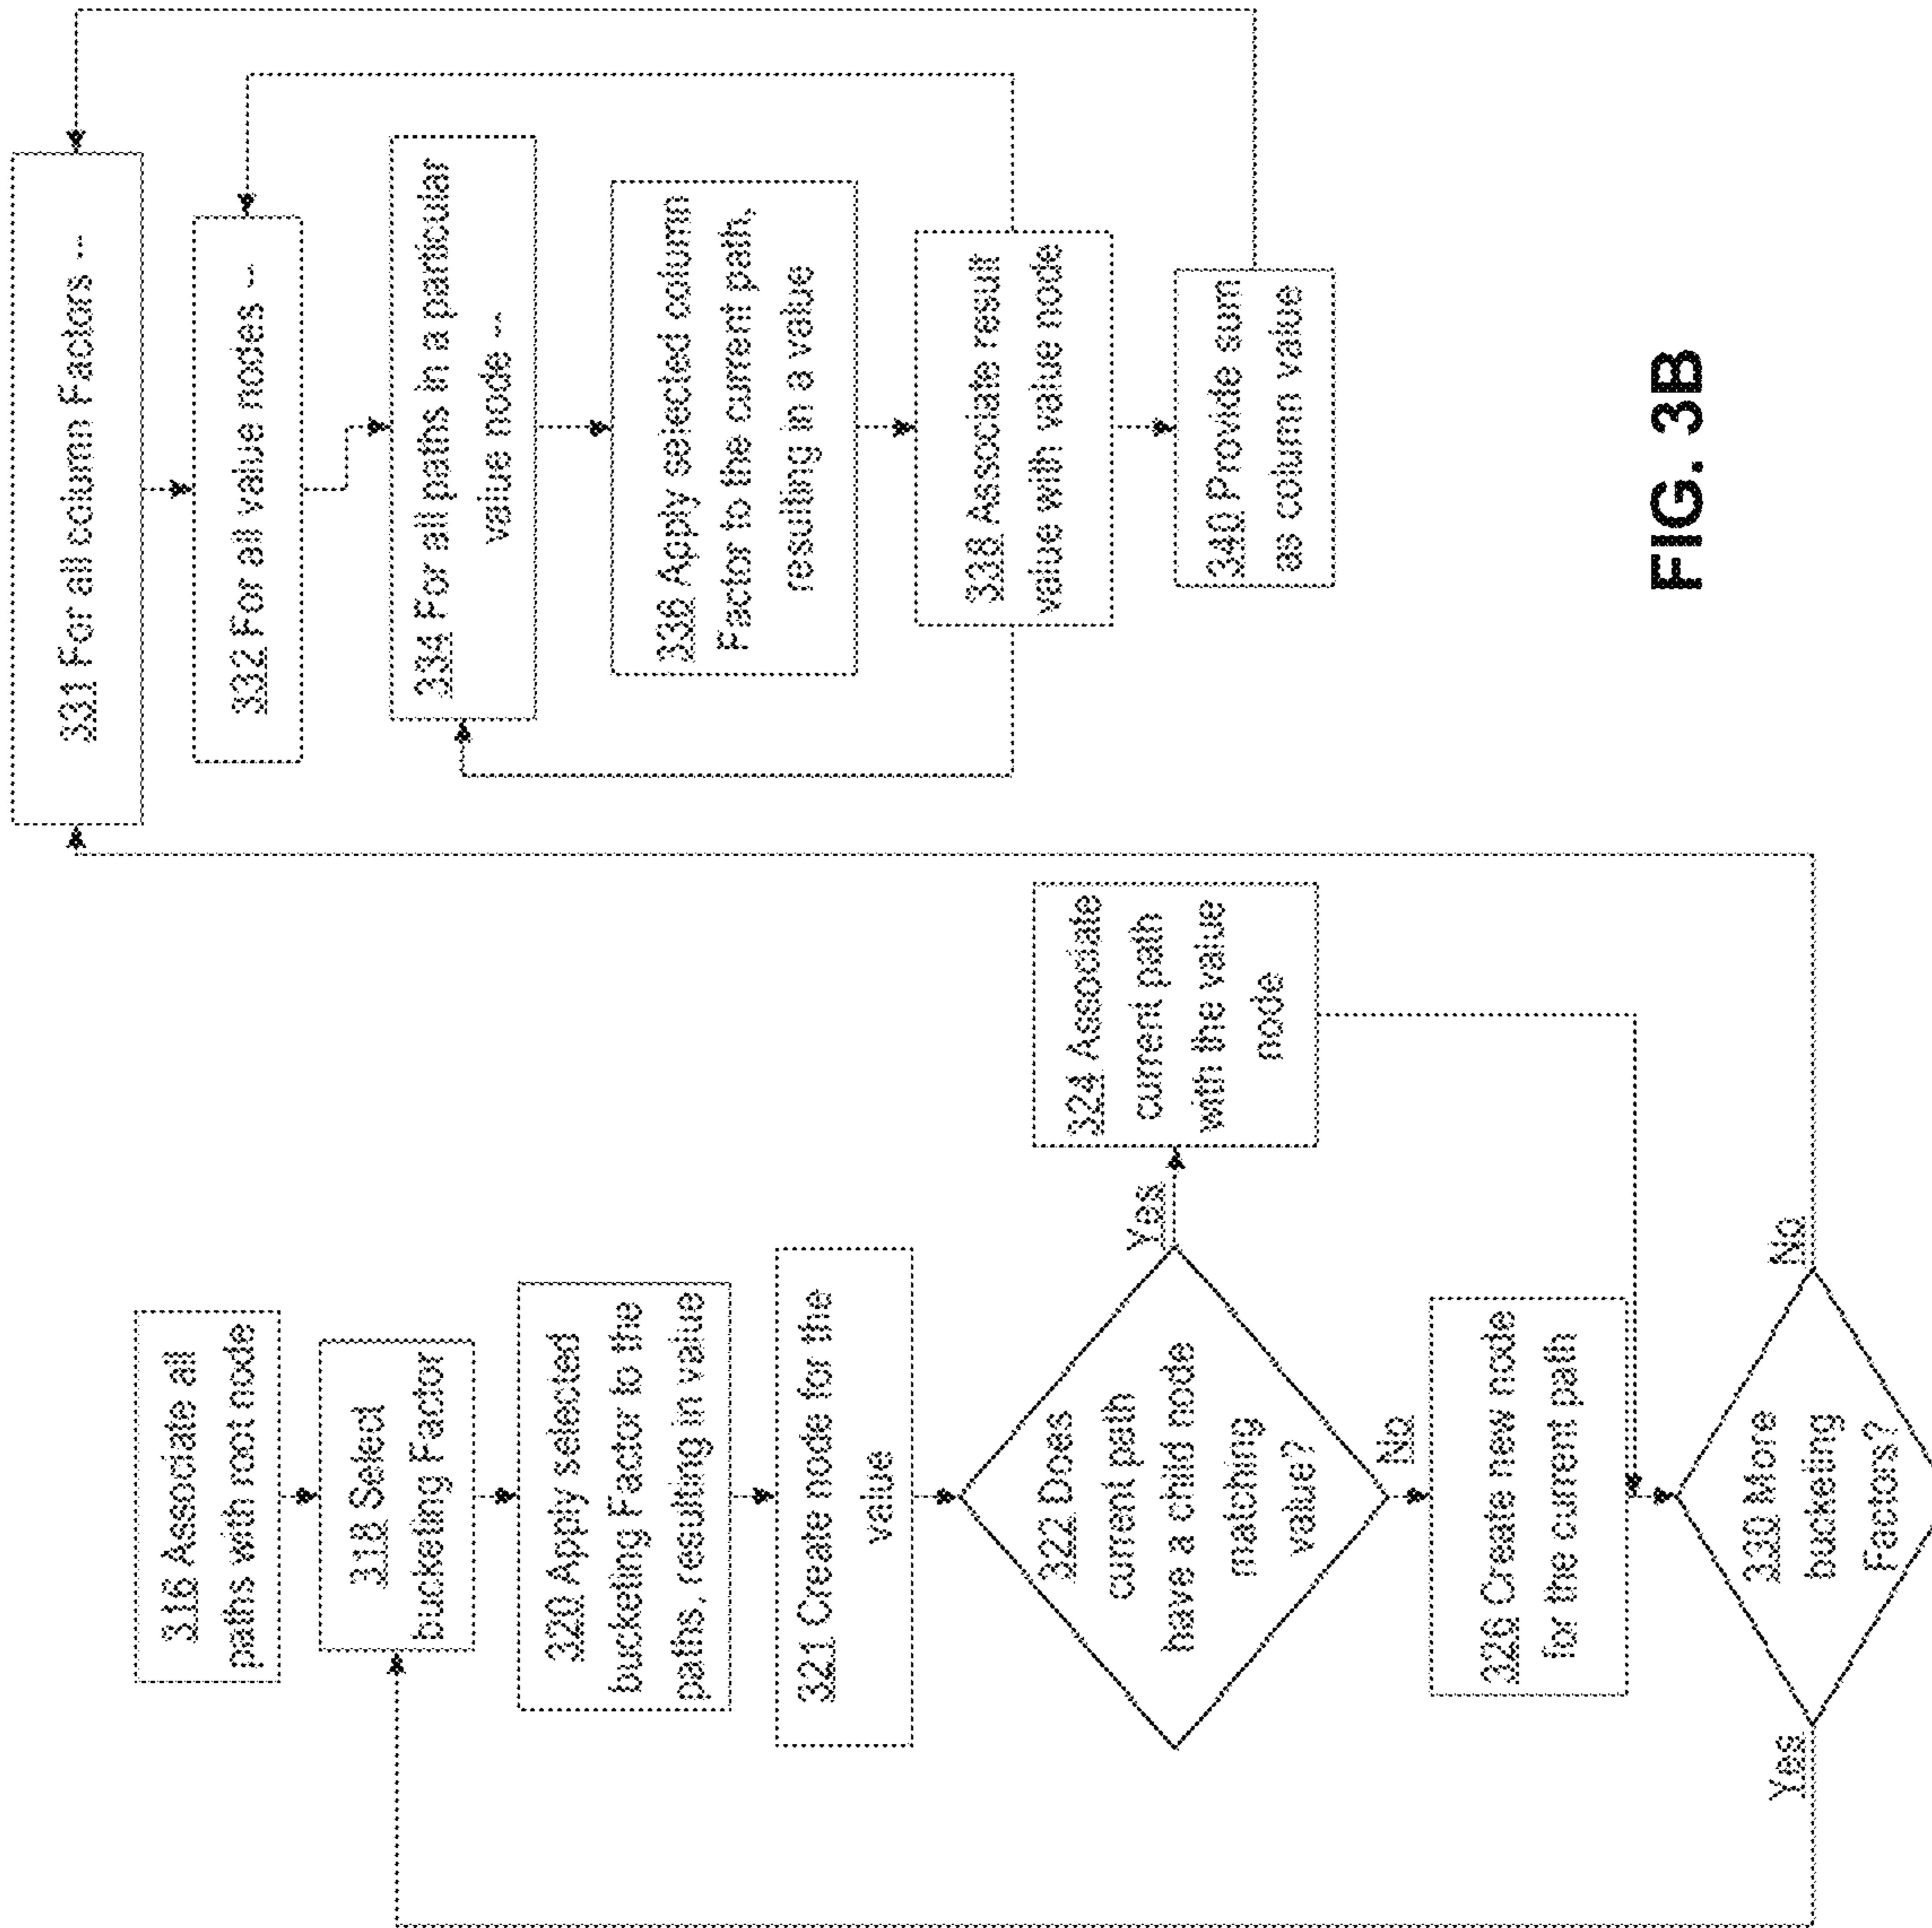 316 Associate all
paths with root node
318 Select
bucketing Factor
320 Apply selected
bucketing Factor to the
paths, resulting in value
321 Create node for the
value
322 Does
current path
have a child node
matching
value?
Yes
324 Associate
current path
with the value
node
No
326 Create new node
for the current path
330 More
bucketing
Factors?
Yes
No
331 For all column Factors --
332 For all value nodes --
334 For all paths in a particular
value node --
336 Apply selected column
Factor to the current path,
resulting in a value
338 Associate result
value with value node
340 Provide sum
as column value
FIG. 3B